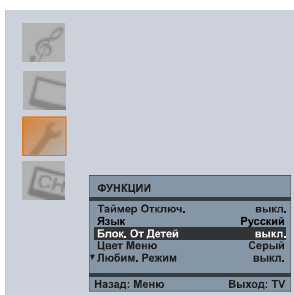 CH
ФУНКЦИИ
Таймер Отключ. выкл.
Язык Русский
Блок. От Детей выкл.
Цвет Меню Серый
Любим. Режим выкл.
Назад: Меню Выход: TV